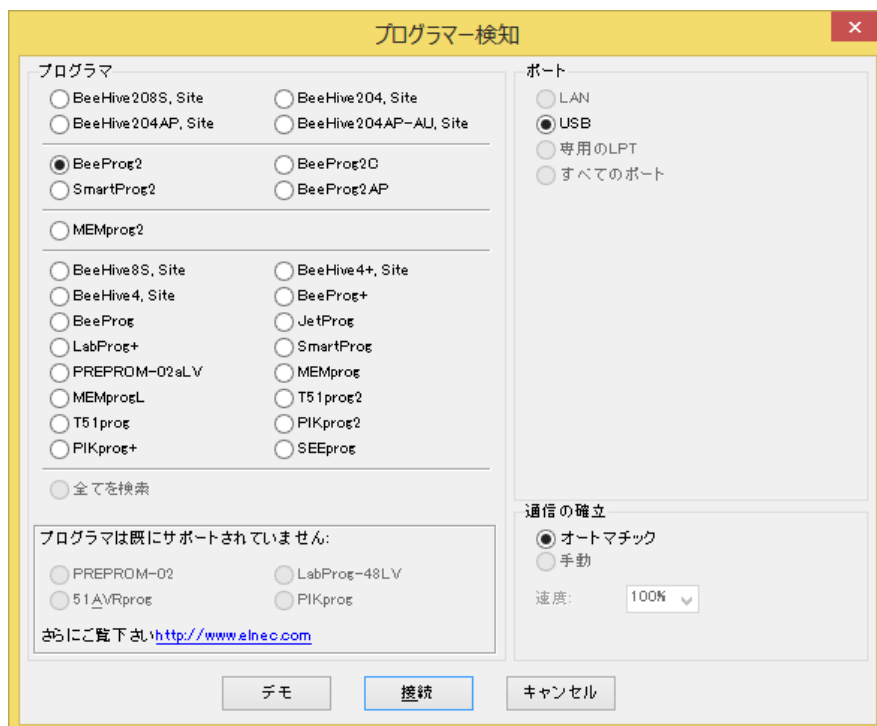 プログラマー検知
プログラマ
BeeHive208S, Site
BeeHive204, Site
BeeHive204AP, Site
BeeHive204AP-AU, Site
BeeProg2
BeeProg2C
SmartProg2
BeeProg2AP
MEMprog2
BeeHive8S, Site
BeeHive4+, Site
BeeHive4, Site
BeeProg+
BeeProg
JetProg
LabProg+
SmartProg
PREPROM-02aLV
MEMprog
MEMprogL
T51prog2
T51prog
PIKprog2
PIKprog+
SEEprog
全てを検索
プログラマは既にサポートされていません:
PREPROM-02
LabProg-48LV
51AVRprog
PIKprog
さらにご覧下さいhttp://www.elnec.com
ポート
LAN
USB
専用のLPT
すべてのポート
通信の確立
オートマチック
手動
速度:
100%
デモ
接続
キャンセル